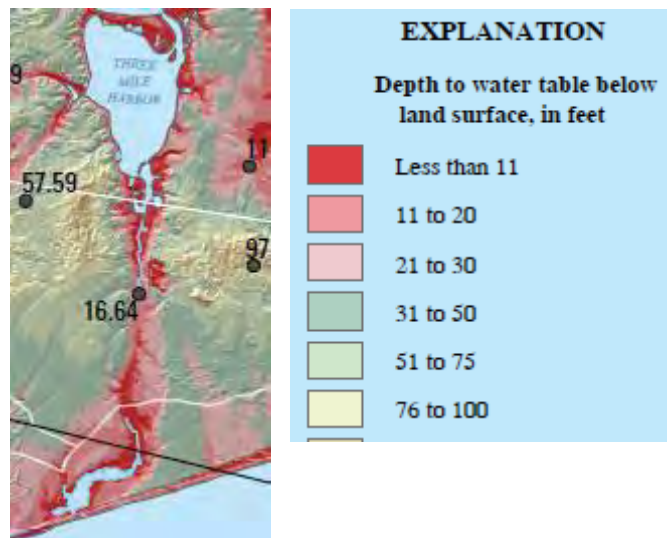 THREE
MILE
HARBOR
9
11
57.59
97
16.64
EXPLANATION
Depth to water table below
land surface, in feet
Less than 11
11 to 20
21 to 30
31 to 50
51 to 75
76 to 100